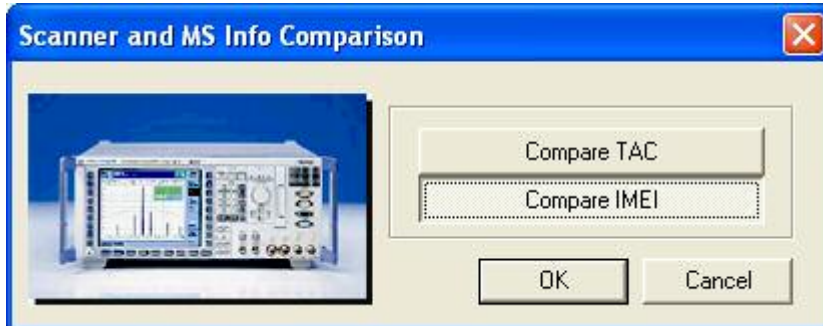 Scanner and MS Info Comparison
Compare TAC
Compare IMEI
OK
Cancel